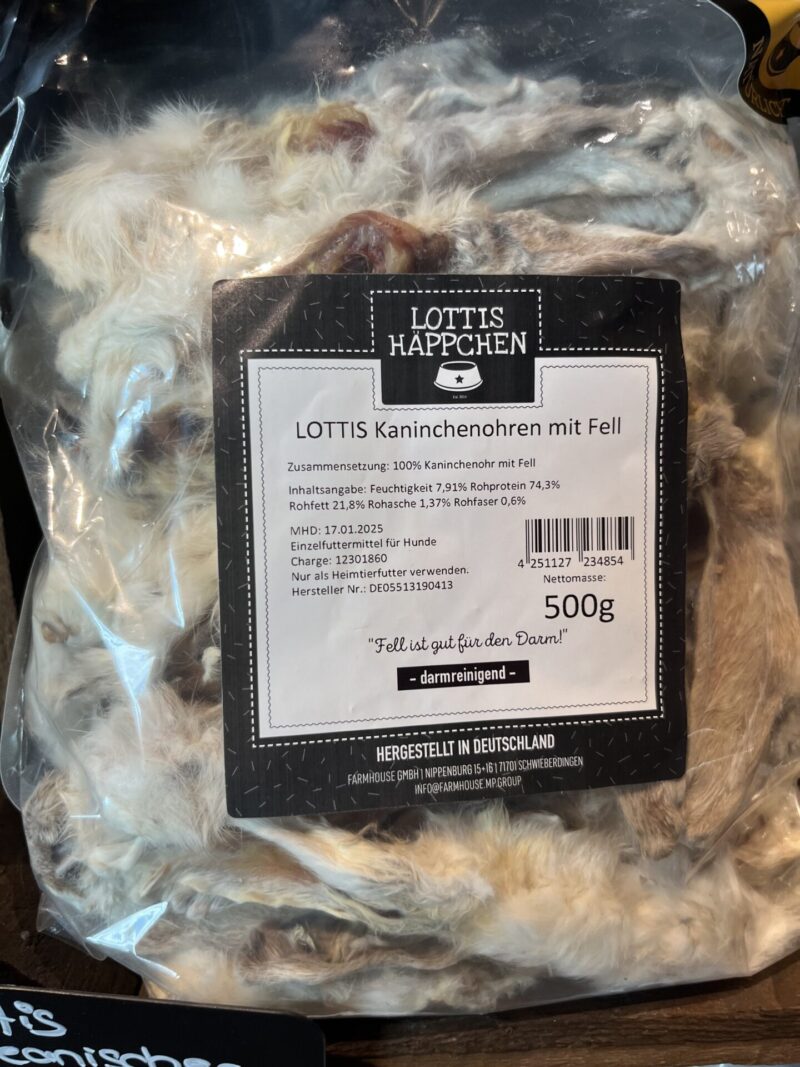 LOTTIS
HÄPPCHEN
LOTTIS Kaninchenohren mit Fell
Zusammensetzung: 100% Kaninchenohr mit Fell
Inhaltsangabe: Feuchtigkeit 7,91% Rohprotein 74,3%
Rohfett 21,8% Rohasche 1,37% Rohfaser 0,6%
MHD: 17.01.2025
Einzelfuttermittel für Hunde
Charge: 12301860
Nur als Heimtierfutter verwenden.
Hersteller Nr.: DE05513190413
4 251127 234854
Nettomasse:
500g
"Fell ist gut für den Darm!"
- darmreinigend -
HERGESTELLT IN DEUTSCHLAND
FARMHOUSE GMBH | NIPPENBURG 15+16 | 71701 SCHWIEBERDINGEN
INFO@FARMHOUSE.MP.GROUP